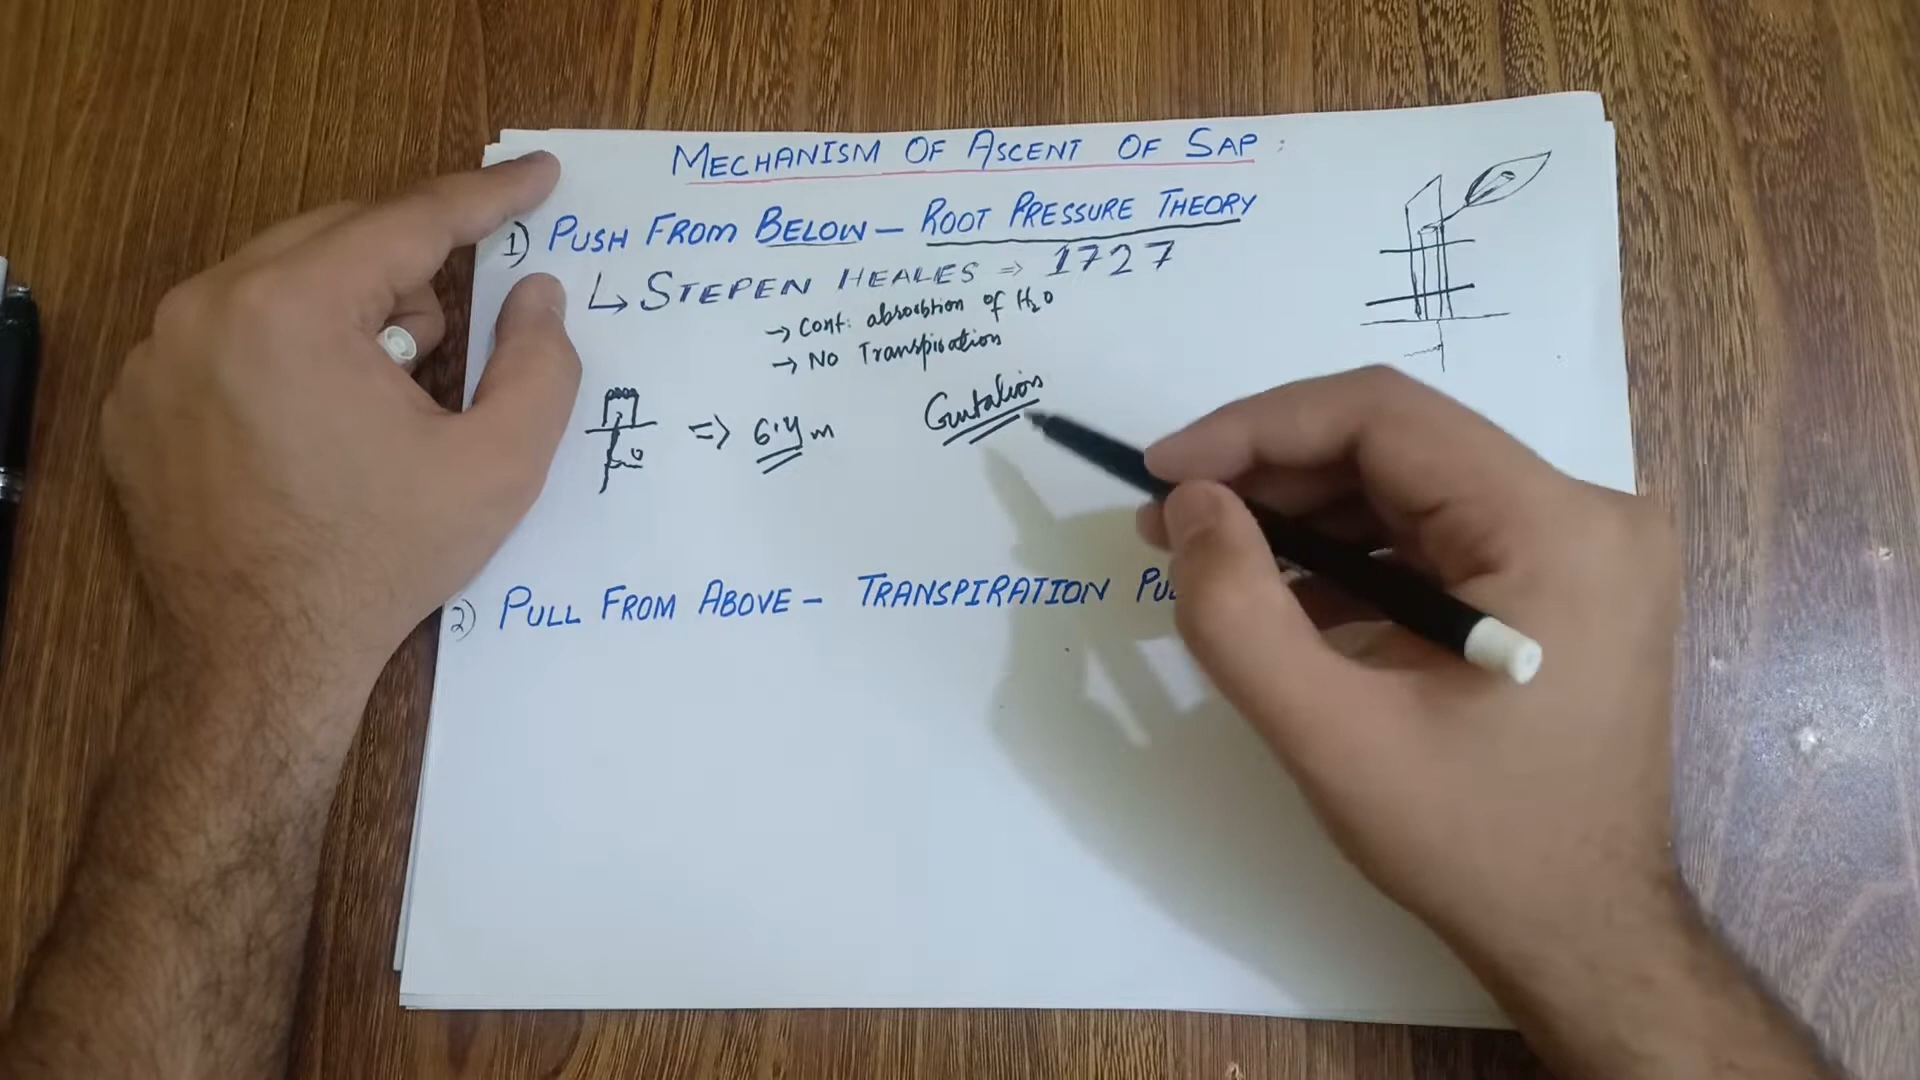 MECHANISM OF ASCENT OF SAP :
1) PUSH FROM BELOW – ROOT PRESSURE THEORY
↳ STEPEN HEALES ⇒ 1727
→ Cont: absorbtion of H₂O
→ No Transpiration
⇒ 6.4 m
Guttation
2) PULL FROM ABOVE – TRANSPIRATION